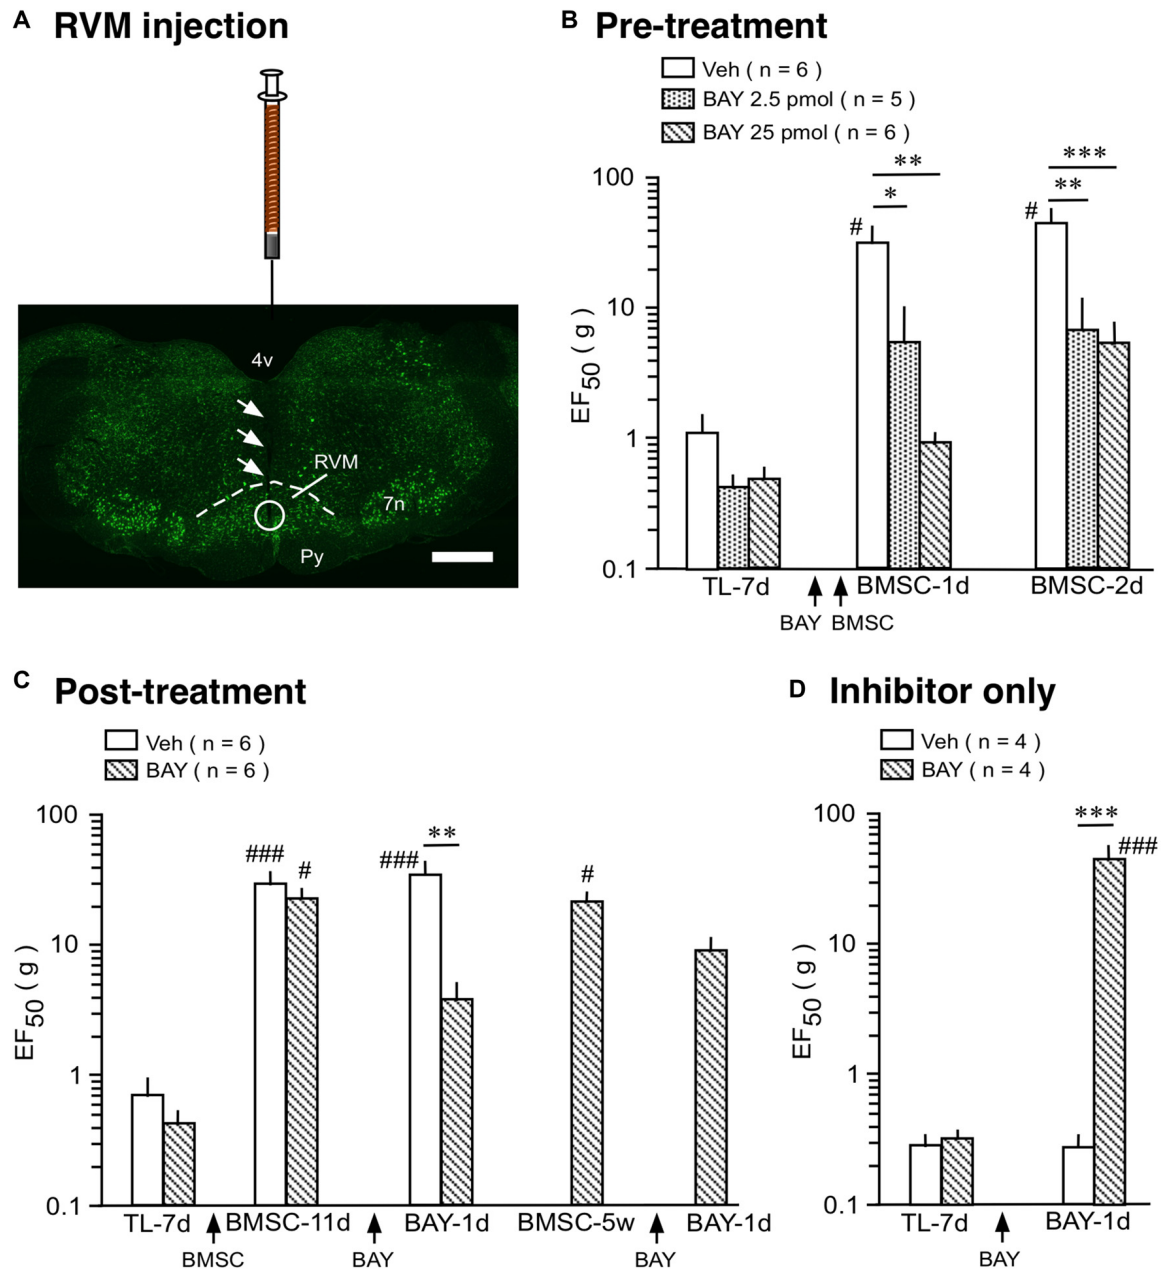 A RVM injection
4v
RVM
7n
Py
B Pre-treatment
Veh ( n = 6 )
BAY 2.5 pmol ( n = 5 )
BAY 25 pmol ( n = 6 )
EF50 ( g )
100
10
1
0.1
# * **
# ** ***
TL-7d BMSC-1d BMSC-2d
BAY BMSC
C Post-treatment
Veh ( n = 6 )
BAY ( n = 6 )
EF50 ( g )
100
10
1
0.1
### # ### ** #
TL-7d BMSC-11d BAY-1d BMSC-5w BAY-1d
BMSC BAY BAY
D Inhibitor only
Veh ( n = 4 )
BAY ( n = 4 )
EF50 ( g )
100
10
1
0.1
*** ###
TL-7d BAY-1d
BAY